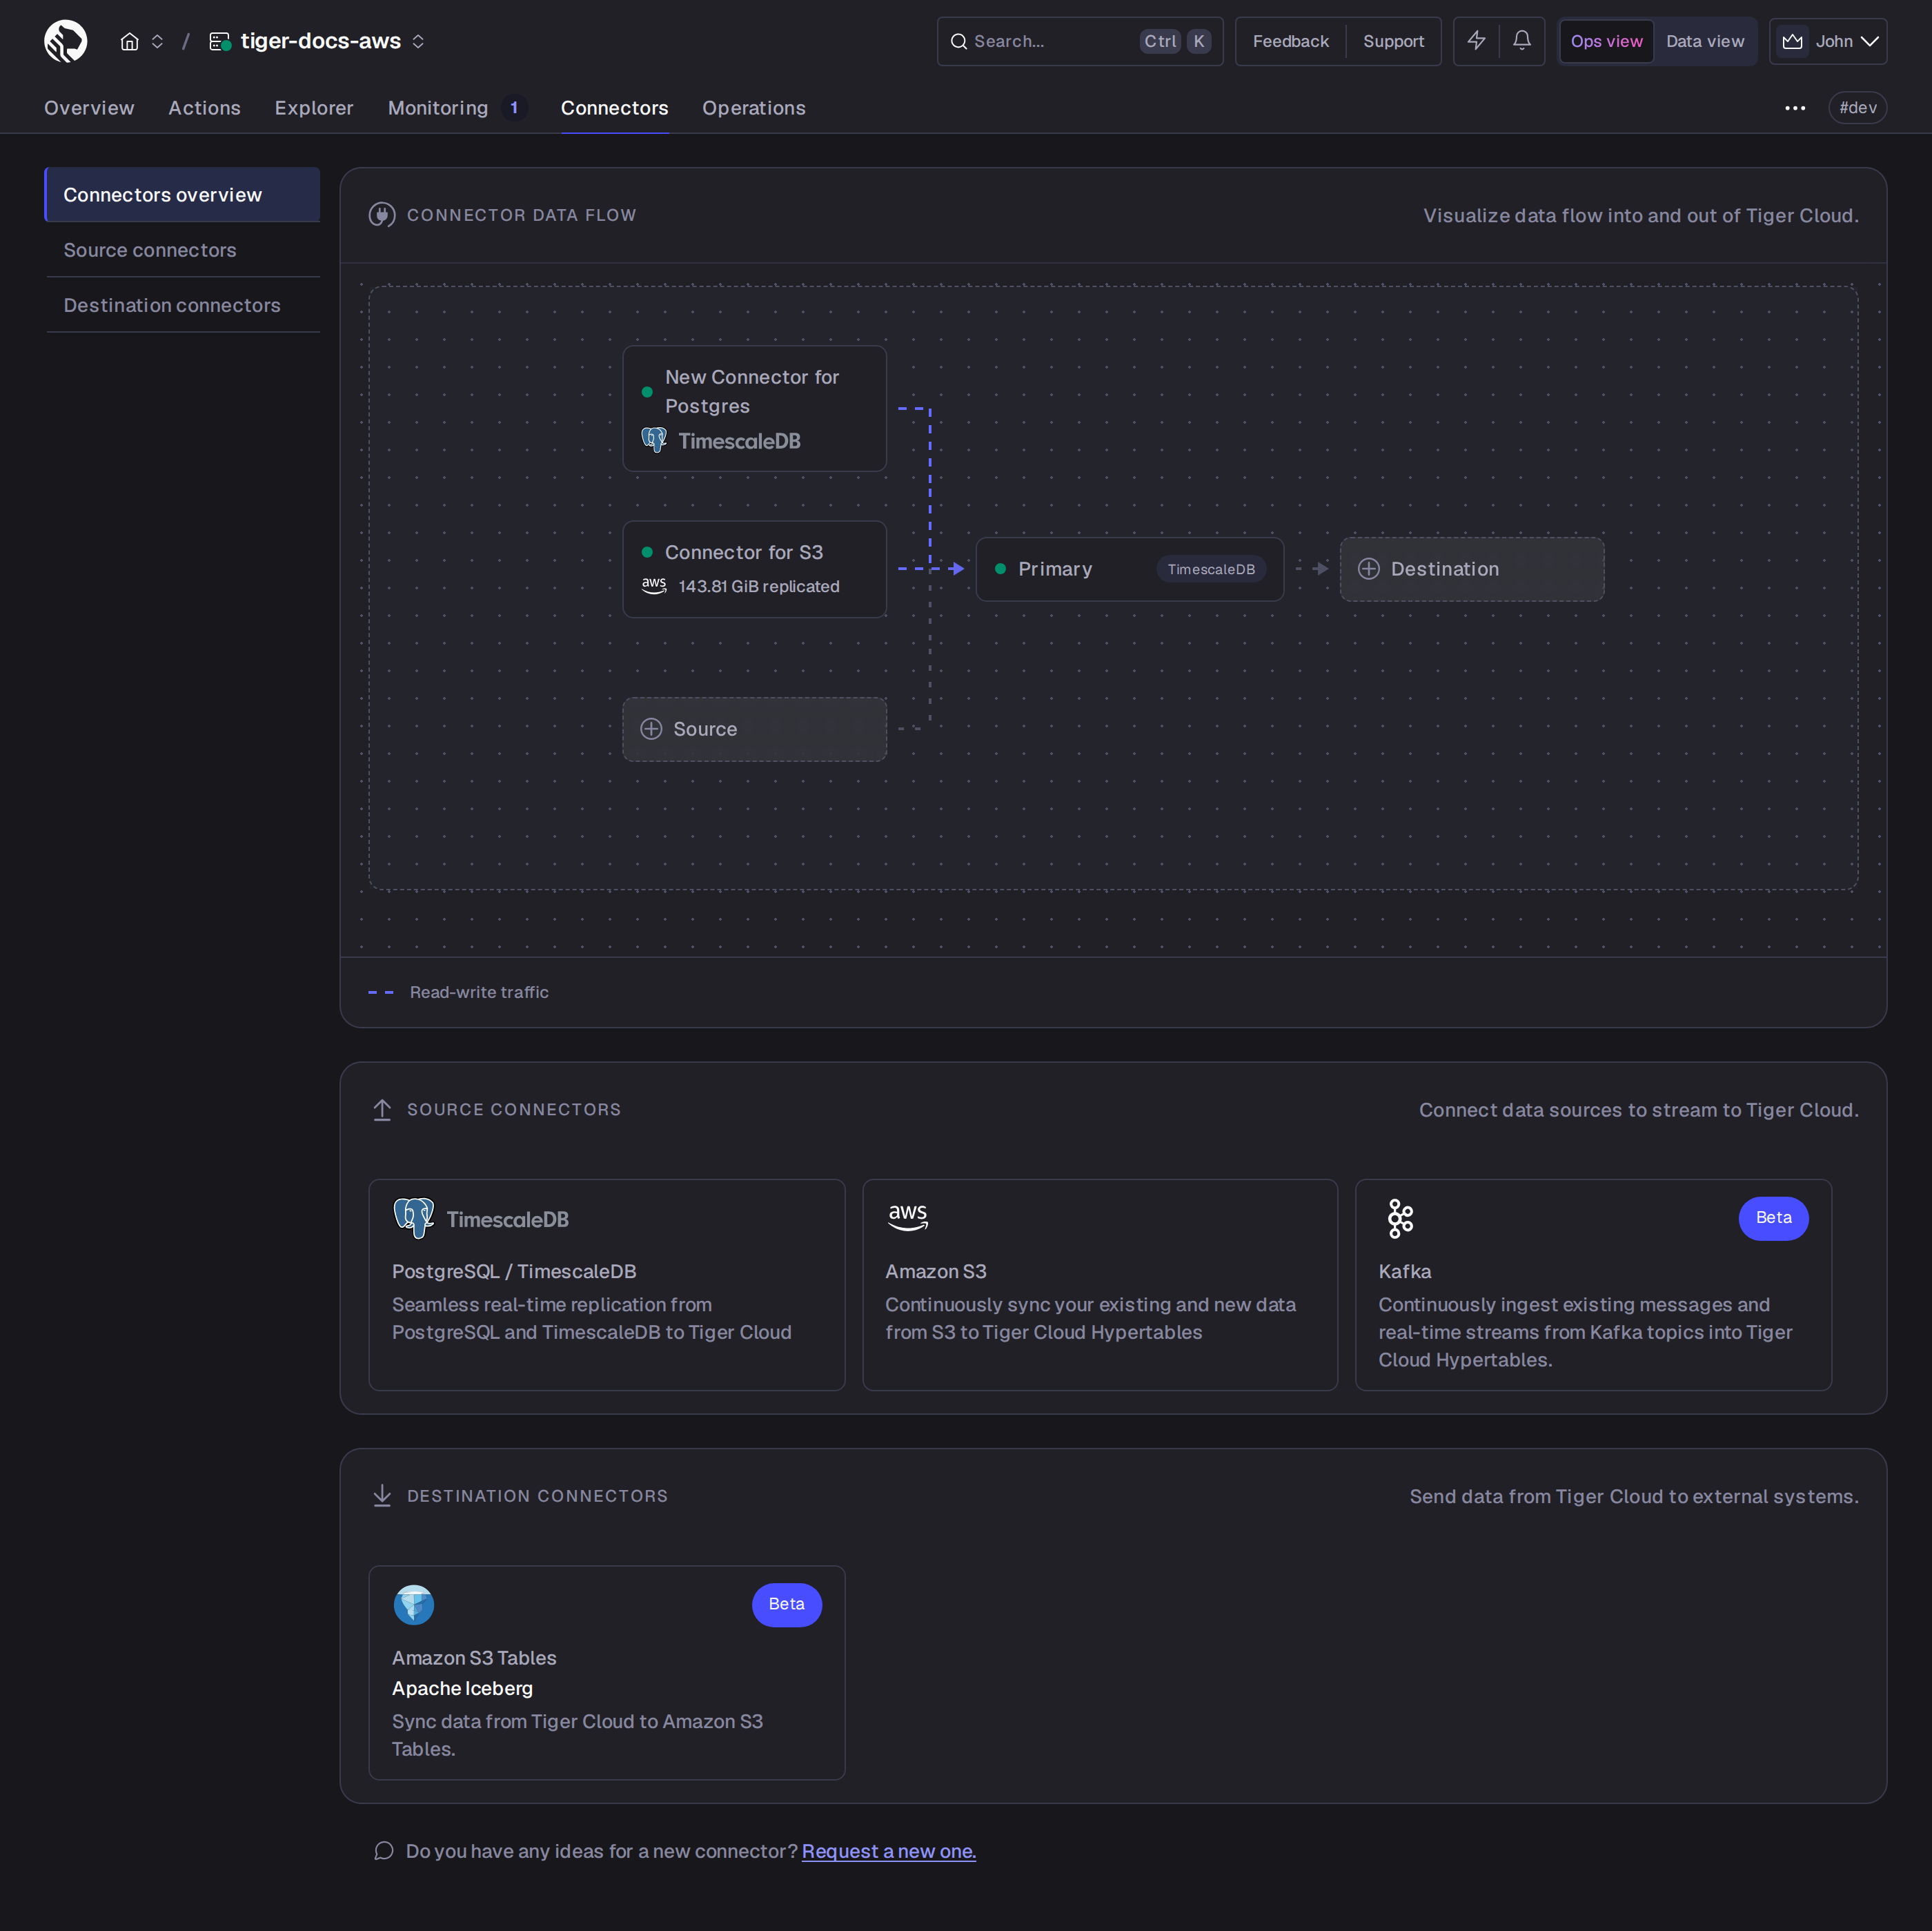 tiger-docs-aws
Search...
Ctrl K
Feedback
Support
Ops view
Data view
John
Overview
Actions
Explorer
Monitoring 1
Connectors
Operations
#dev
Connectors overview
Source connectors
Destination connectors
CONNECTOR DATA FLOW
Visualize data flow into and out of Tiger Cloud.
New Connector for
Postgres
TimescaleDB
Connector for S3
aws 143.81 GiB replicated
Source
Primary
TimescaleDB
Destination
Read-write traffic
SOURCE CONNECTORS
Connect data sources to stream to Tiger Cloud.
TimescaleDB
PostgreSQL / TimescaleDB
Seamless real-time replication from
PostgreSQL and TimescaleDB to Tiger Cloud
aws
Amazon S3
Continuously sync your existing and new data
from S3 to Tiger Cloud Hypertables
Beta
Kafka
Continuously ingest existing messages and
real-time streams from Kafka topics into Tiger
Cloud Hypertables.
DESTINATION CONNECTORS
Send data from Tiger Cloud to external systems.
Beta
Amazon S3 Tables
Apache Iceberg
Sync data from Tiger Cloud to Amazon S3
Tables.
Do you have any ideas for a new connector? Request a new one.